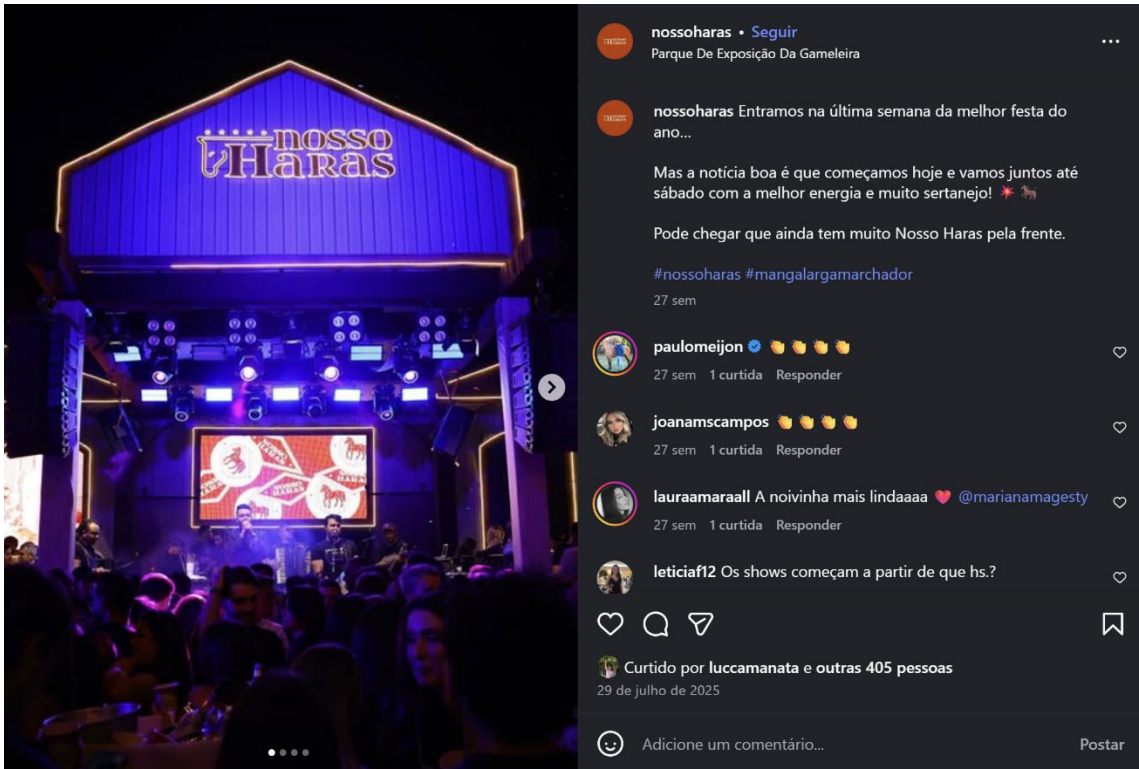 nosso
Haras
NOSSO
HARAS
nossoharas • Seguir
Parque De Exposição Da Gameleira
nossoharas Entramos na última semana da melhor festa do
ano...
Mas a notícia boa é que começamos hoje e vamos juntos até
sábado com a melhor energia e muito sertanejo! 💥 🐎
Pode chegar que ainda tem muito Nosso Haras pela frente.
#nossoharas #mangalargamarchador
27 sem
paulomeijon 👏 👏 👏 👏
27 sem 1 curtida Responder
joanamscampos 👏 👏 👏 👏
27 sem 1 curtida Responder
lauraamaraall A noivinha mais lindaaaa ❤️ @marianamagesty
27 sem 1 curtida Responder
leticiaf12 Os shows começam a partir de que hs.?
Curtido por luccamanata e outras 405 pessoas
29 de julho de 2025
Adicione um comentário... Postar